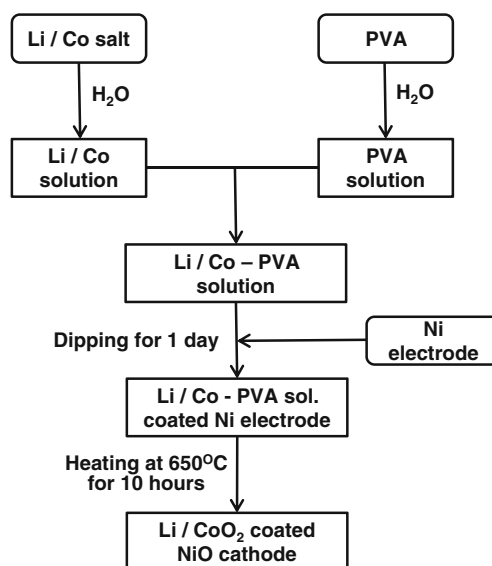 Li / Co salt
PVA
H₂O
H₂O
Li / Co
solution
PVA
solution
Li / Co – PVA
solution
Dipping for 1 day
Ni
electrode
Li / Co - PVA sol.
coated Ni electrode
Heating at 650⁰C
for 10 hours
Li / CoO₂ coated
NiO cathode